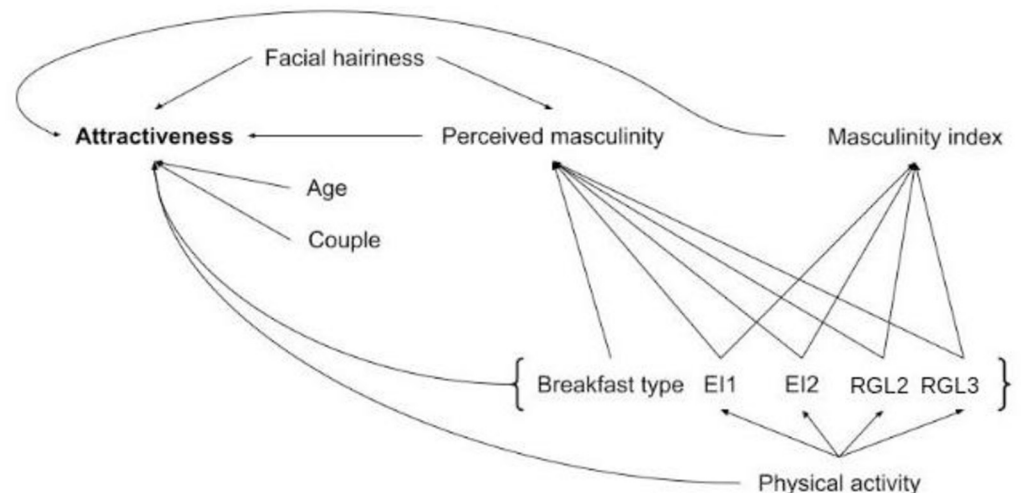 Facial hairiness
Attractiveness Perceived masculinity Masculinity index
Age
Couple
{ Breakfast type EI1 EI2 RGL2 RGL3 }
Physical activity